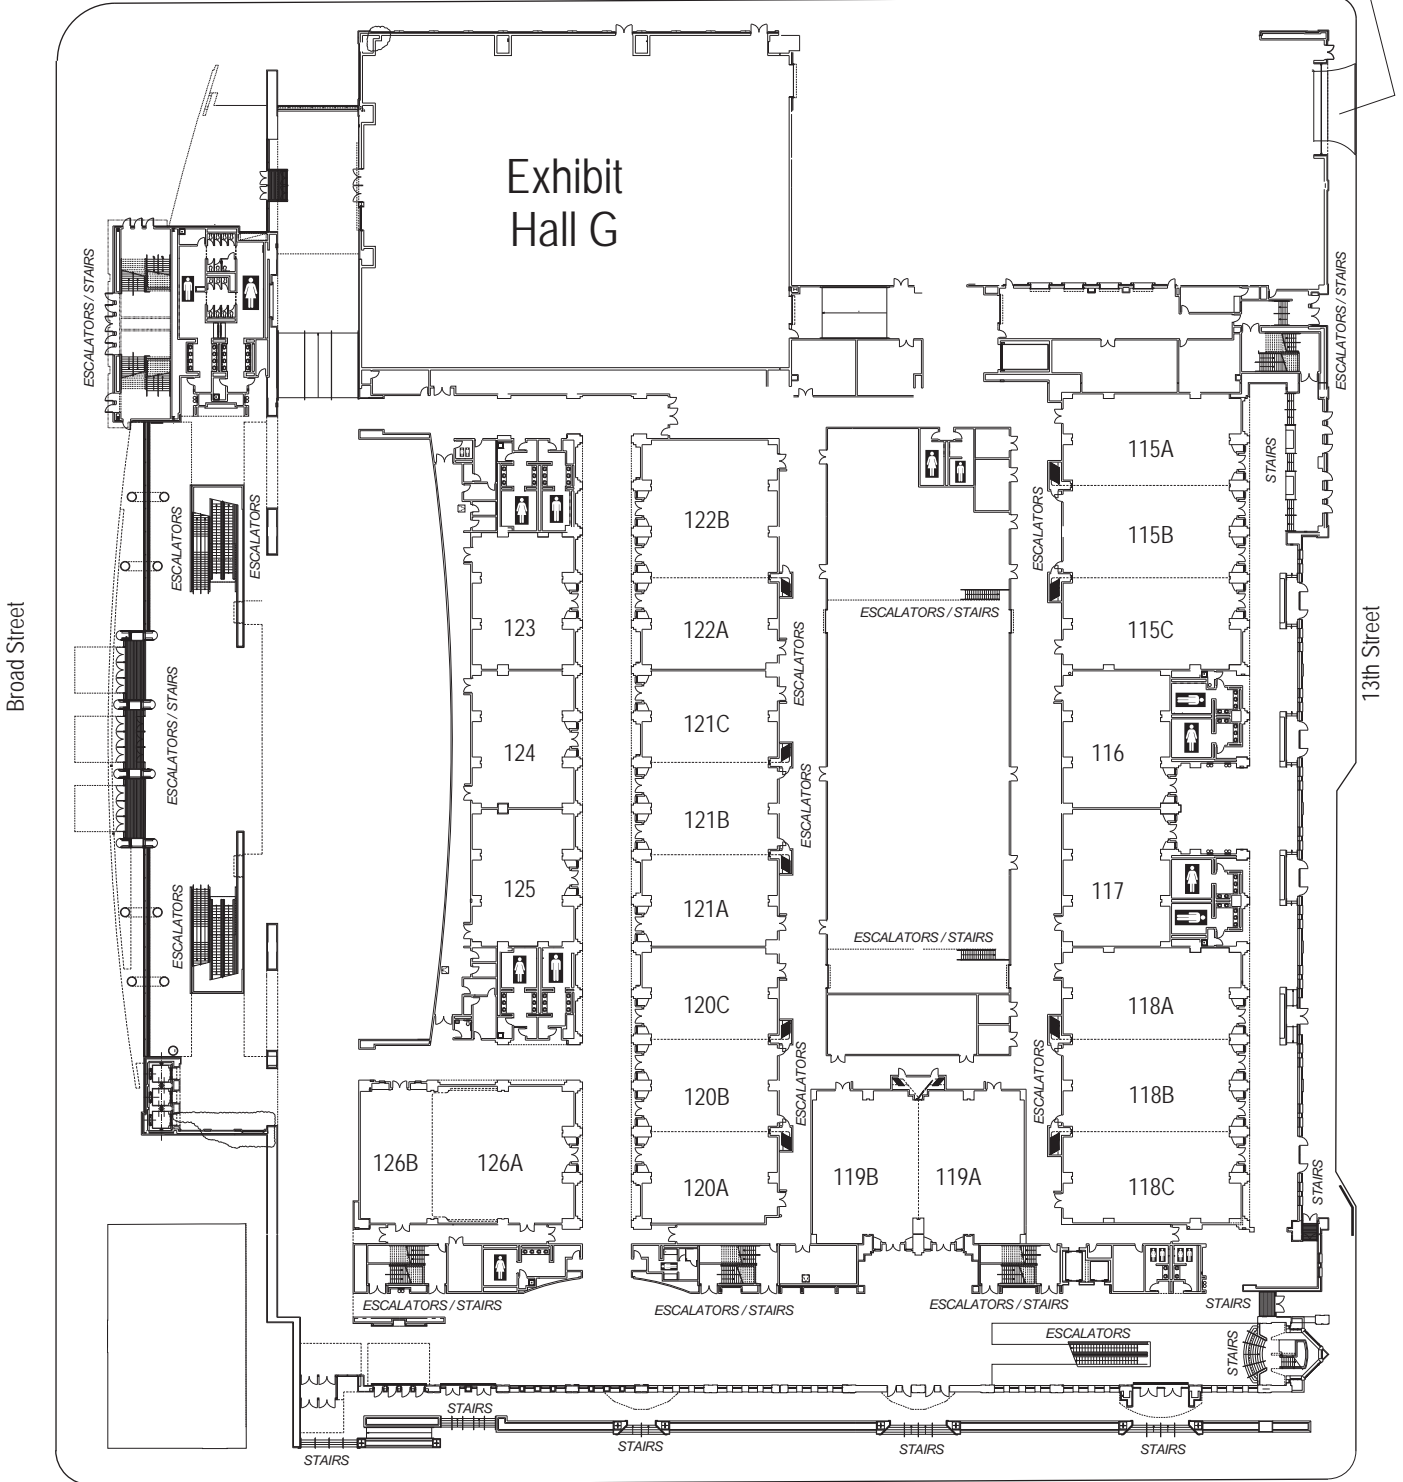 Exhibit
Hall G
ESCALATORS / STAIRS
ESCALATORS / STAIRS
115A
STAIRS
122B
115B
ESCALATORS
ESCALATORS
ESCALATORS
Broad Street
ESCALATORS / STAIRS
123
122A
115C
13th Street
ESCALATORS
ESCALATORS / STAIRS
121C
124
116
121B
ESCALATORS
125
121A
117
ESCALATORS
ESCALATORS / STAIRS
120C
118A
120B
ESCALATORS
ESCALATORS
118B
126B
126A
120A
119B
119A
118C
STAIRS
ESCALATORS / STAIRS
ESCALATORS / STAIRS
ESCALATORS / STAIRS
STAIRS
ESCALATORS
STAIRS
STAIRS
STAIRS
STAIRS
STAIRS
STAIRS